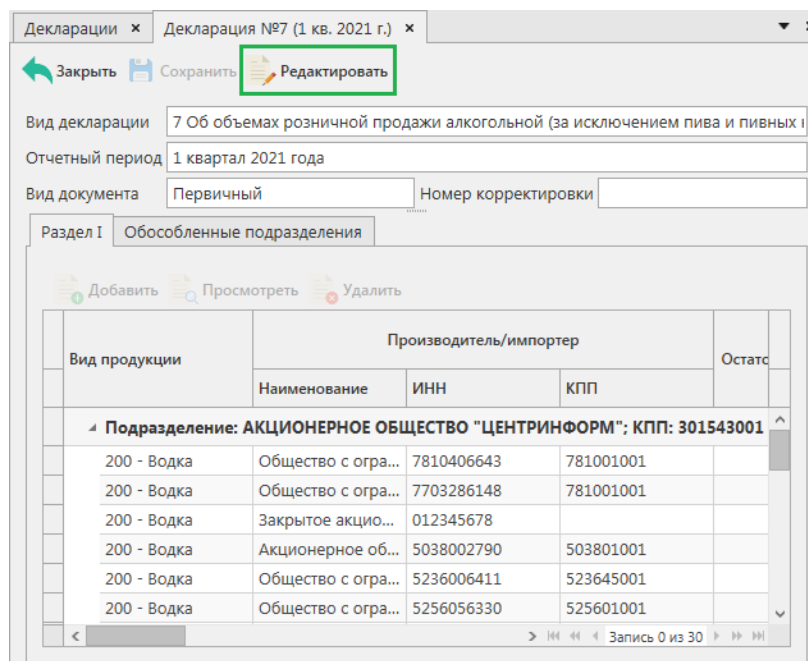 Декларации × Декларация №7 (1 кв. 2021 г.) ×
Закрыть Сохранить Редактировать
Вид декларации 7 Об объемах розничной продажи алкогольной (за исключением пива и пивных
Отчетный период 1 квартал 2021 года
Вид документа Первичный Номер корректировки
Раздел I Обособленные подразделения
Добавить Просмотреть Удалить
Вид продукции Производитель/импортер Остато
Наименование ИНН КПП
Подразделение: АКЦИОНЕРНОЕ ОБЩЕСТВО "ЦЕНТРИНФОРМ"; КПП: 301543001
200 - Водка Общество с огра... 7810406643 781001001
200 - Водка Общество с огра... 7703286148 781001001
200 - Водка Закрытое акцио... 012345678
200 - Водка Акционерное об... 5038002790 503801001
200 - Водка Общество с огра... 5236006411 523645001
200 - Водка Общество с огра... 5256056330 525601001
Запись 0 из 30